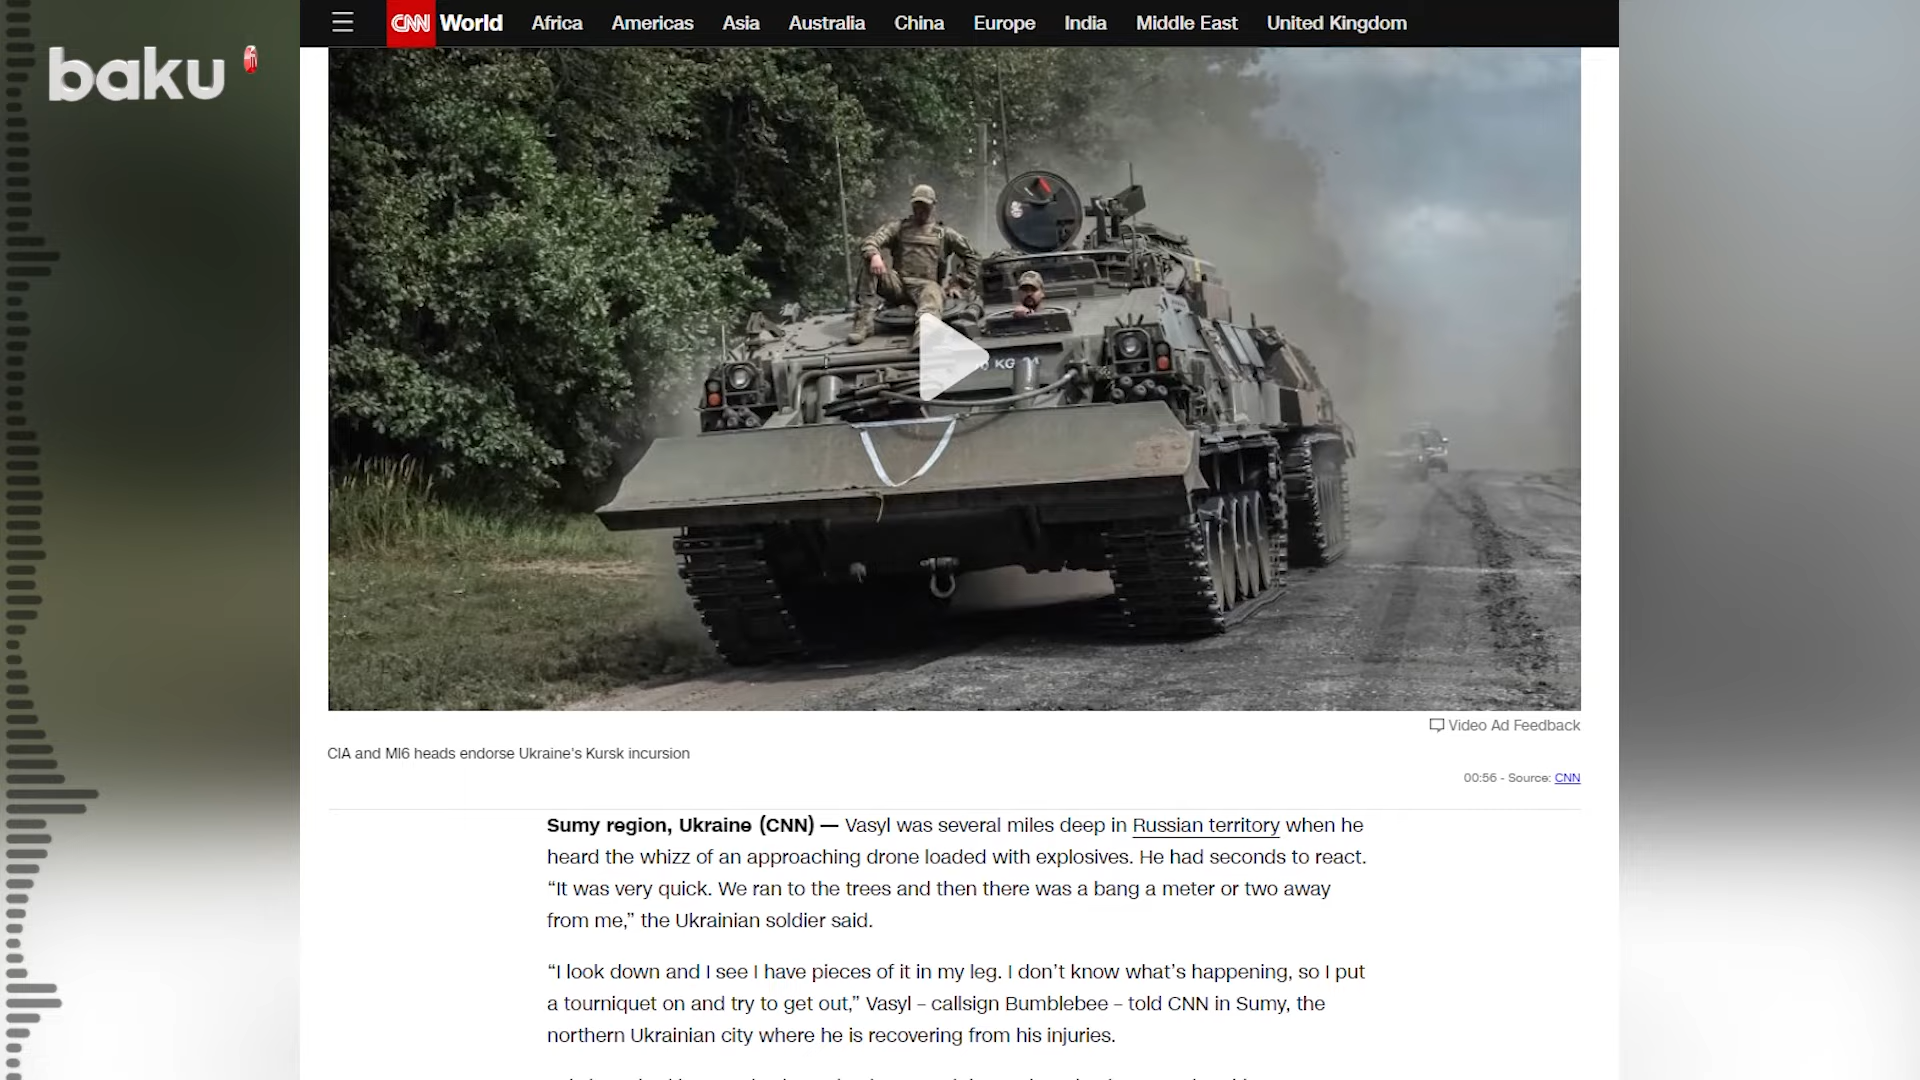 baku
CNN World Africa Americas Asia Australia China Europe India Middle East United Kingdom
KG
Video Ad Feedback
CIA and MI6 heads endorse Ukraine's Kursk incursion
00:56 - Source: CNN
Sumy region, Ukraine (CNN) — Vasyl was several miles deep in Russian territory when he
heard the whizz of an approaching drone loaded with explosives. He had seconds to react.
“It was very quick. We ran to the trees and then there was a bang a meter or two away
from me,” the Ukrainian soldier said.
“I look down and I see I have pieces of it in my leg. I don’t know what’s happening, so I put
a tourniquet on and try to get out,” Vasyl – callsign Bumblebee – told CNN in Sumy, the
northern Ukrainian city where he is recovering from his injuries.